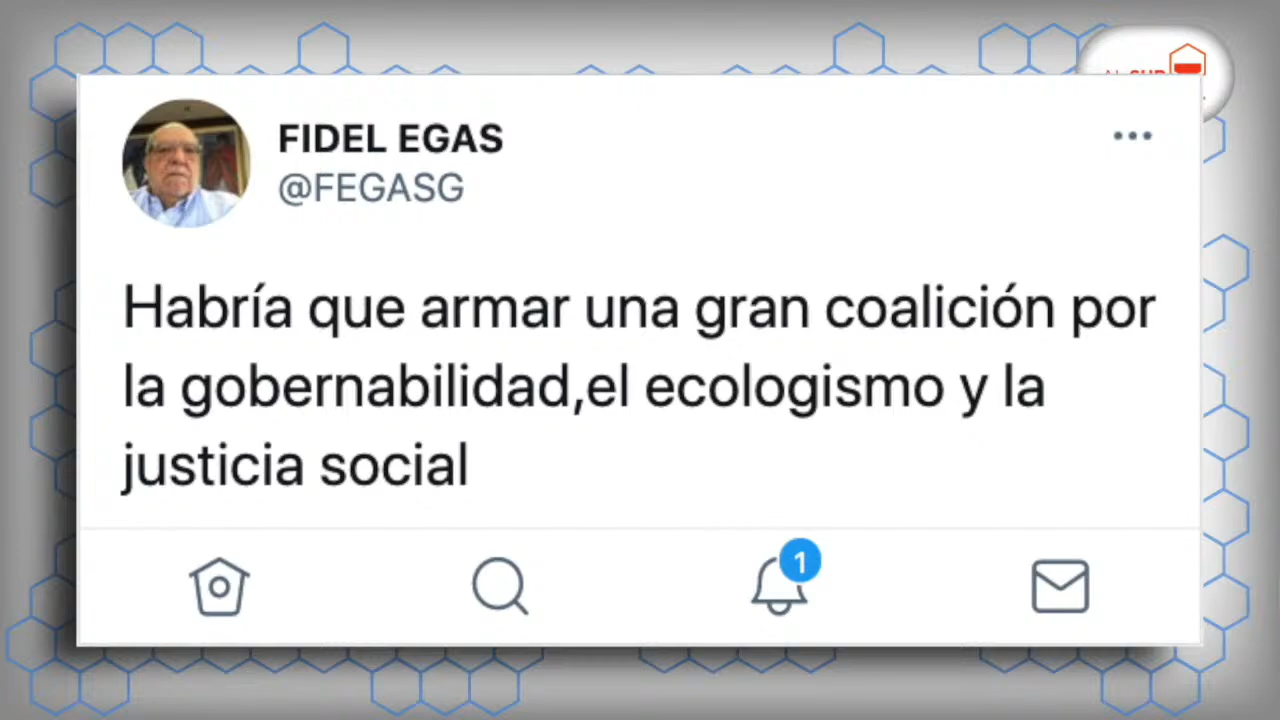 FIDEL EGAS
@FEGASG
Habría que armar una gran coalición por
la gobernabilidad,el ecologismo y la
justicia social
1